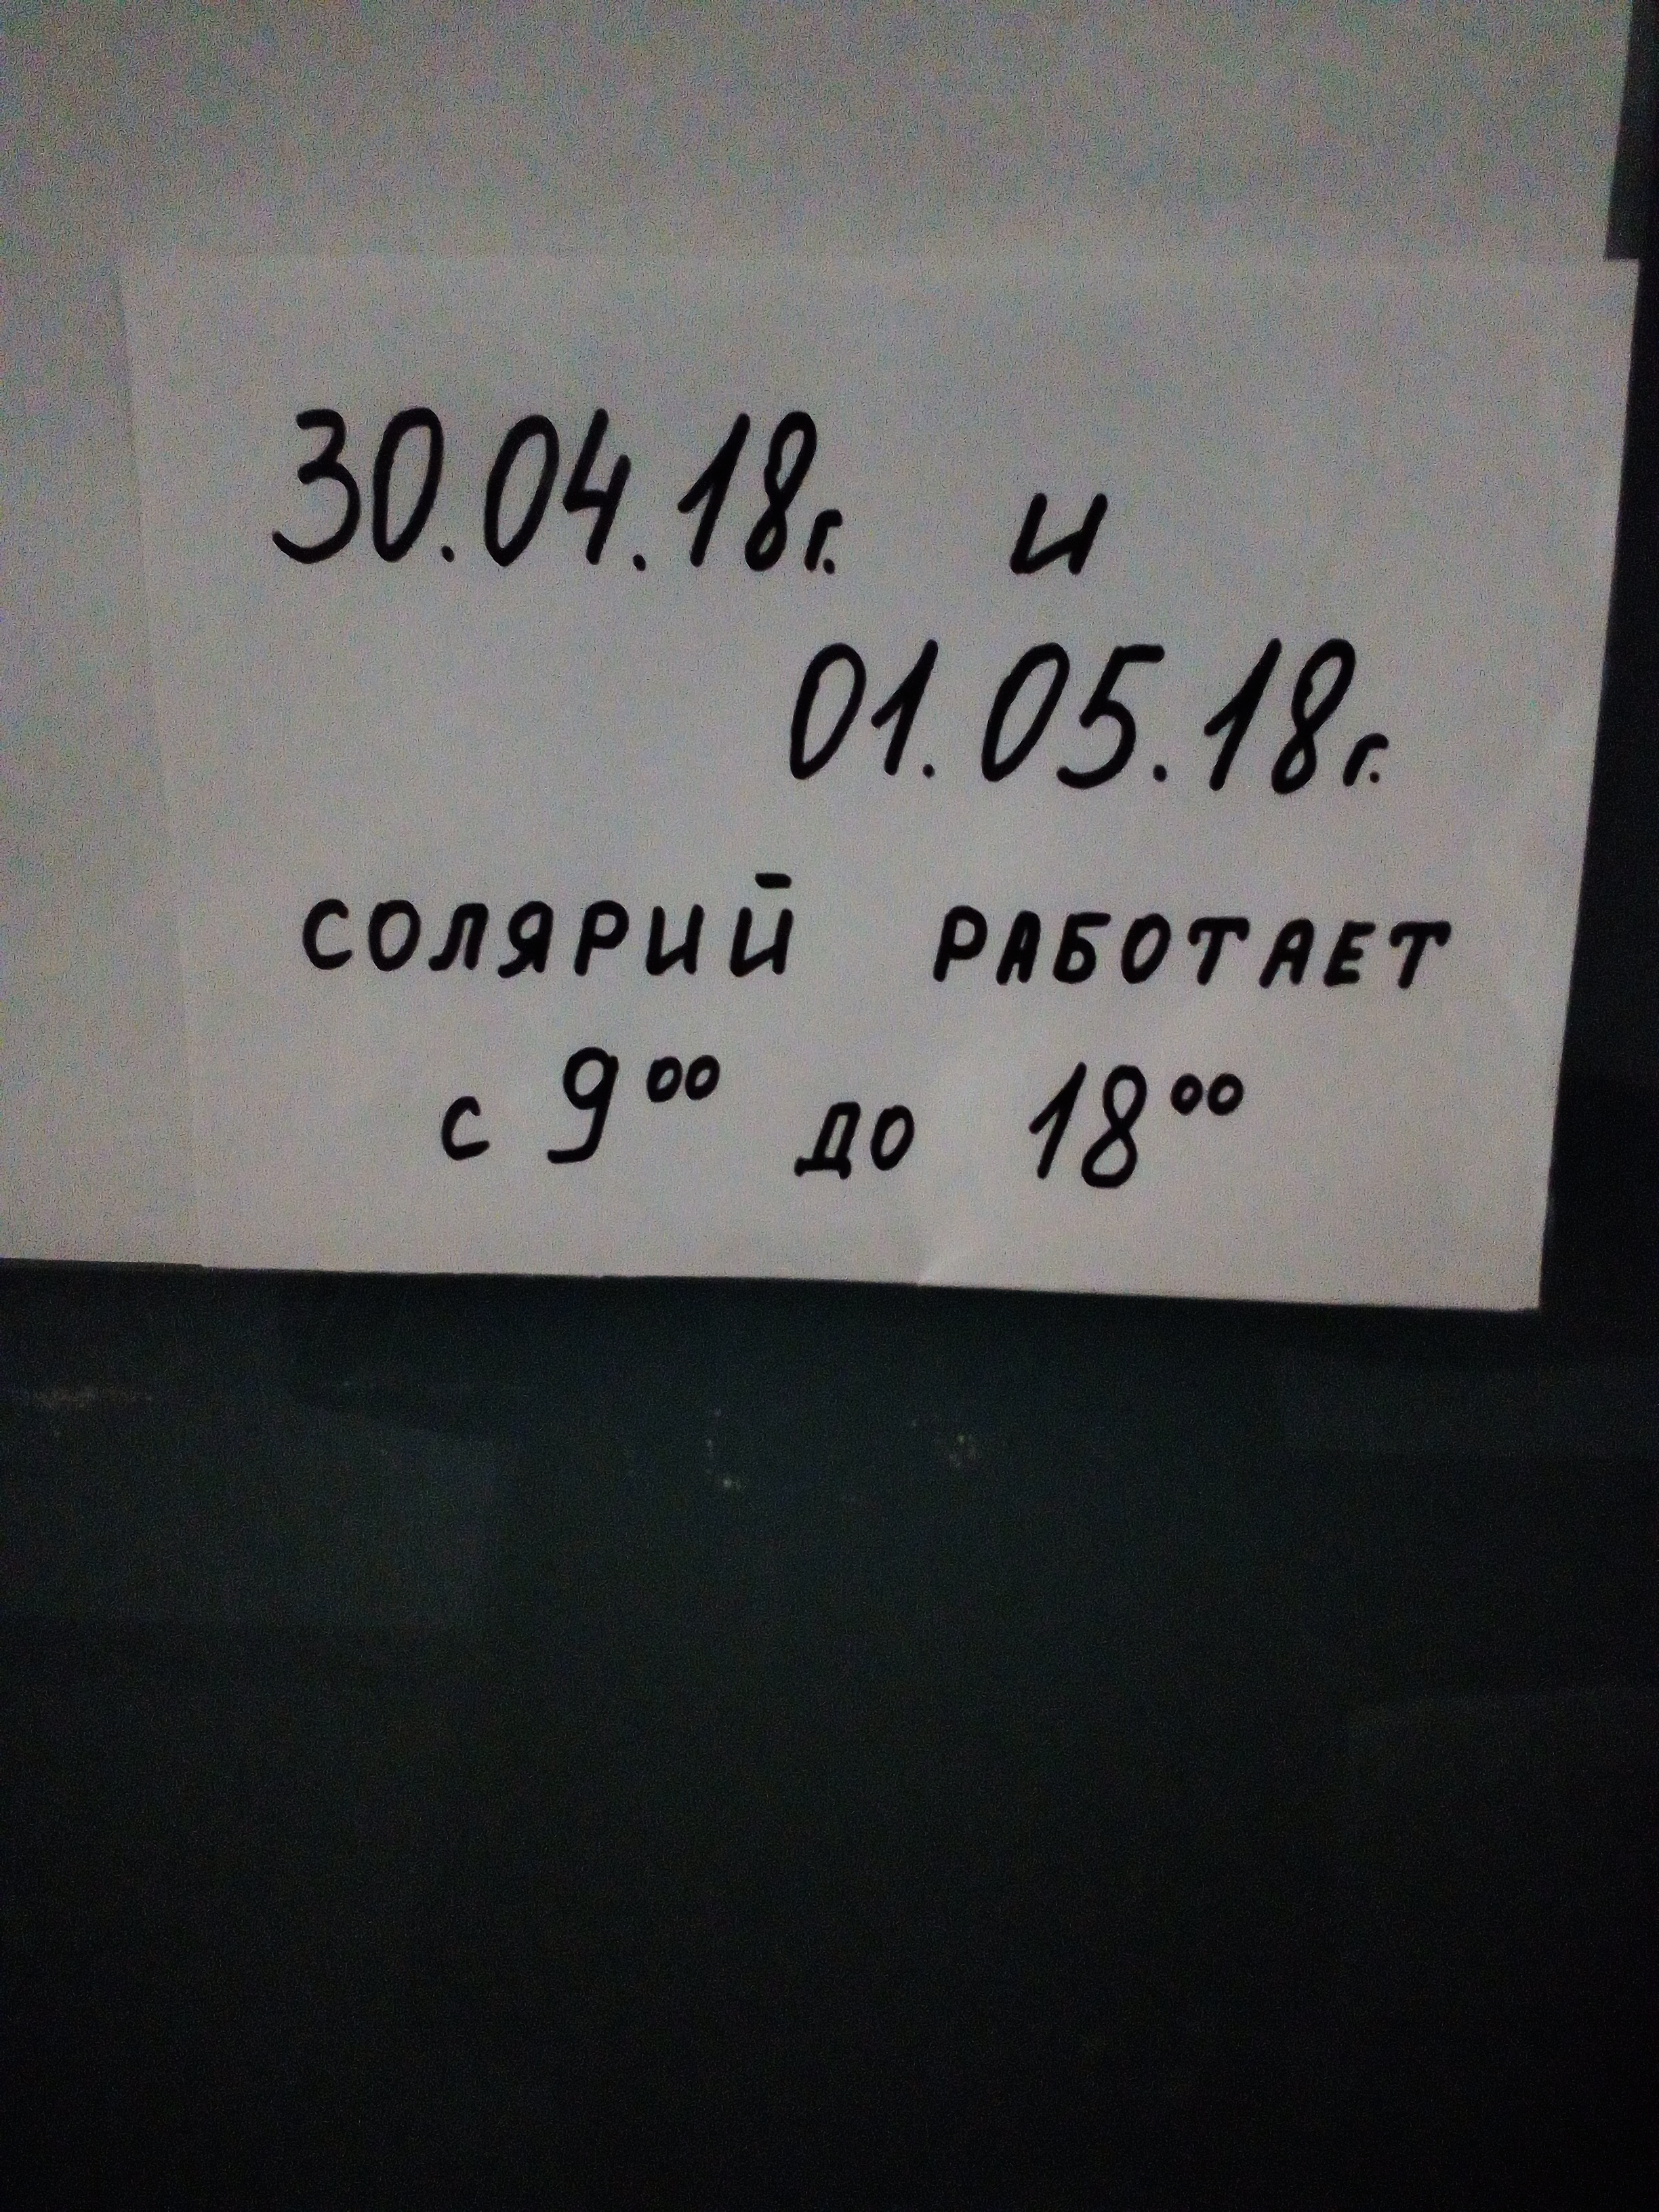 30.04.18г. и
01.05.18г.
СОЛЯРИЙ РАБОТАЕТ
с 9⁰⁰ до 18⁰⁰